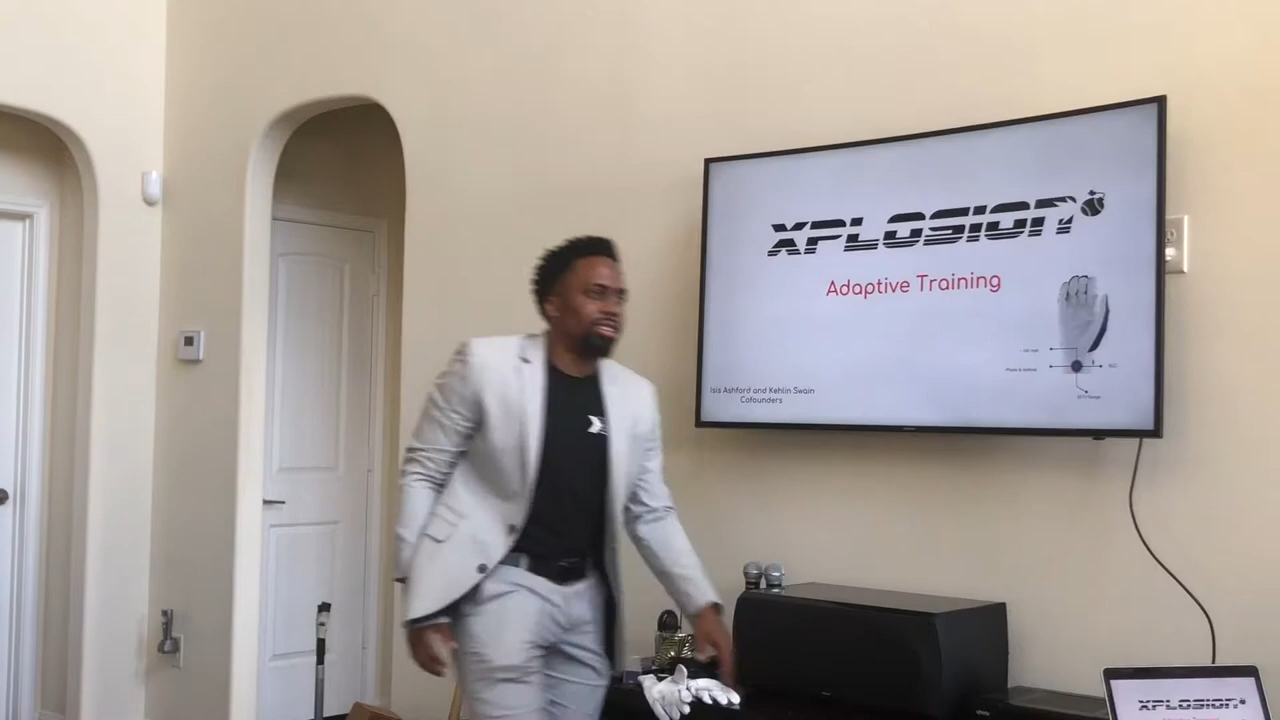 XPLOSION
Adaptive Training
Isis Ashford and Kehlin Swain
Cofounders
XPLOSION